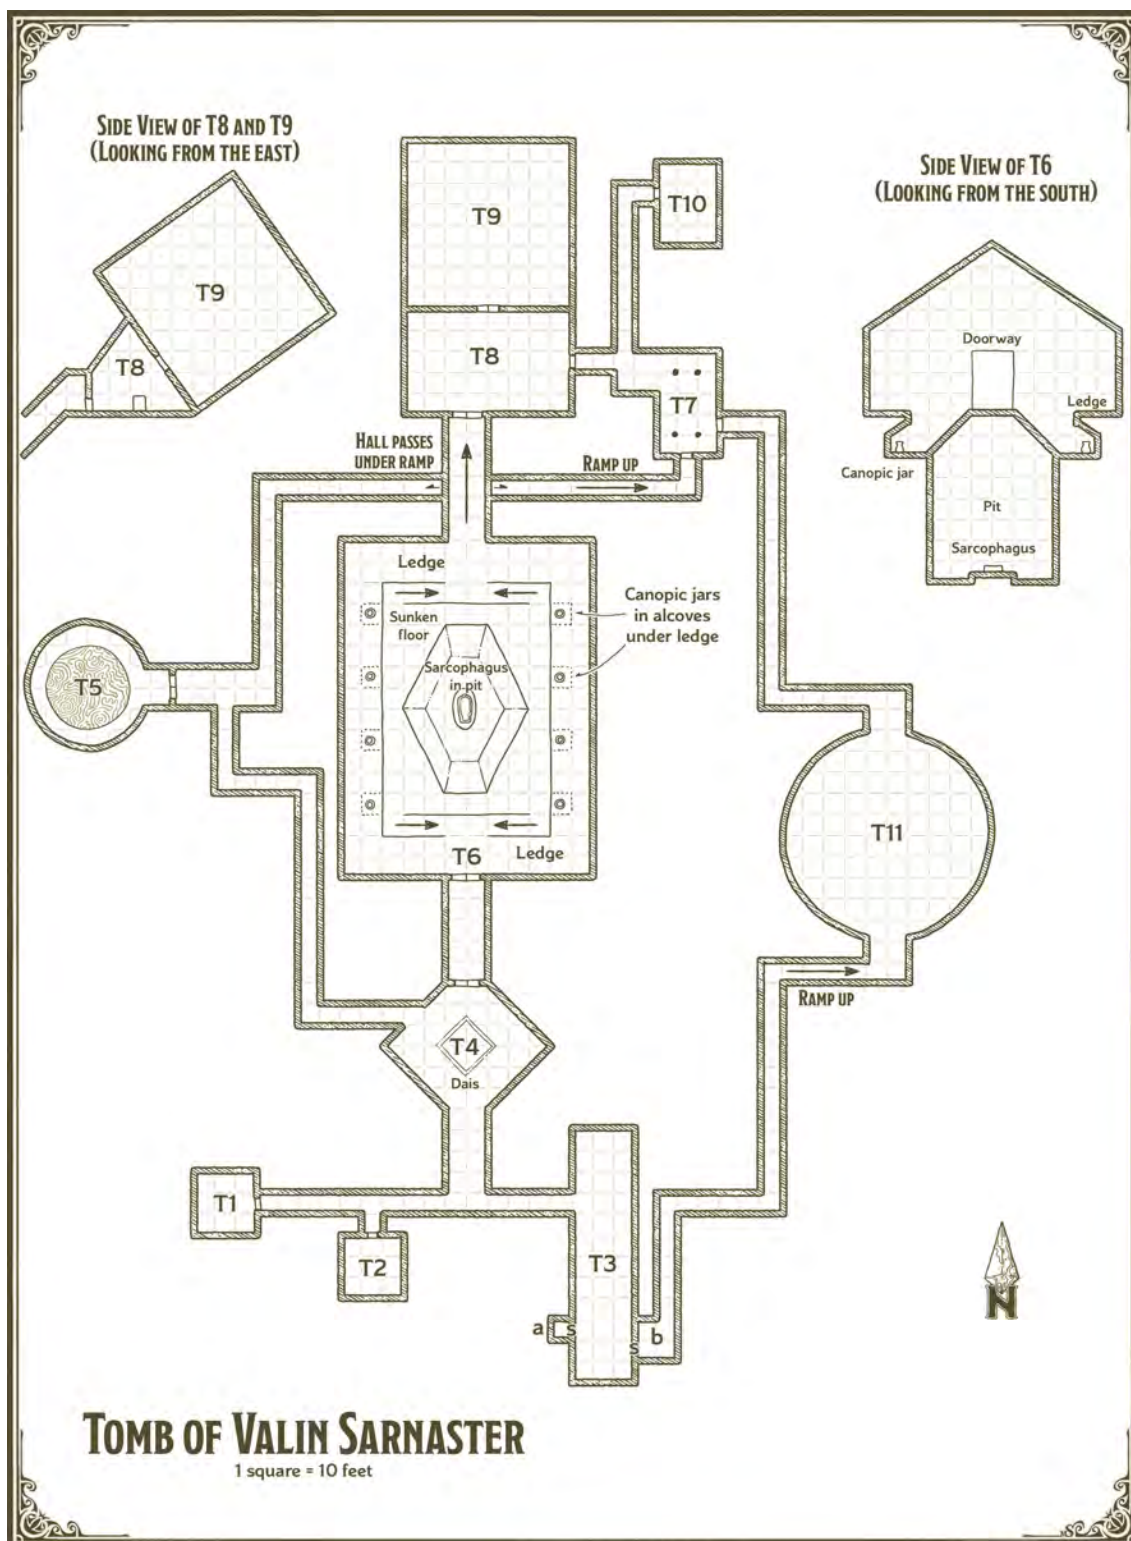 SIDE VIEW OF T8 AND T9
(LOOKING FROM THE EAST)
T9
T8
T9
T8
T10
T7
SIDE VIEW OF T6
(LOOKING FROM THE SOUTH)
Doorway
Ledge
Canopic jar
Pit
Sarcophagus
HALL PASSES
UNDER RAMP
RAMP UP
Ledge
Sunken
floor
Sarcophagus
in pit
Canopic jars
in alcoves
under ledge
T5
T6
Ledge
T11
RAMP UP
T4
Dais
T1
T2
T3
a
s
b
s
N
TOMB OF VALIN SARNASTER
1 square = 10 feet